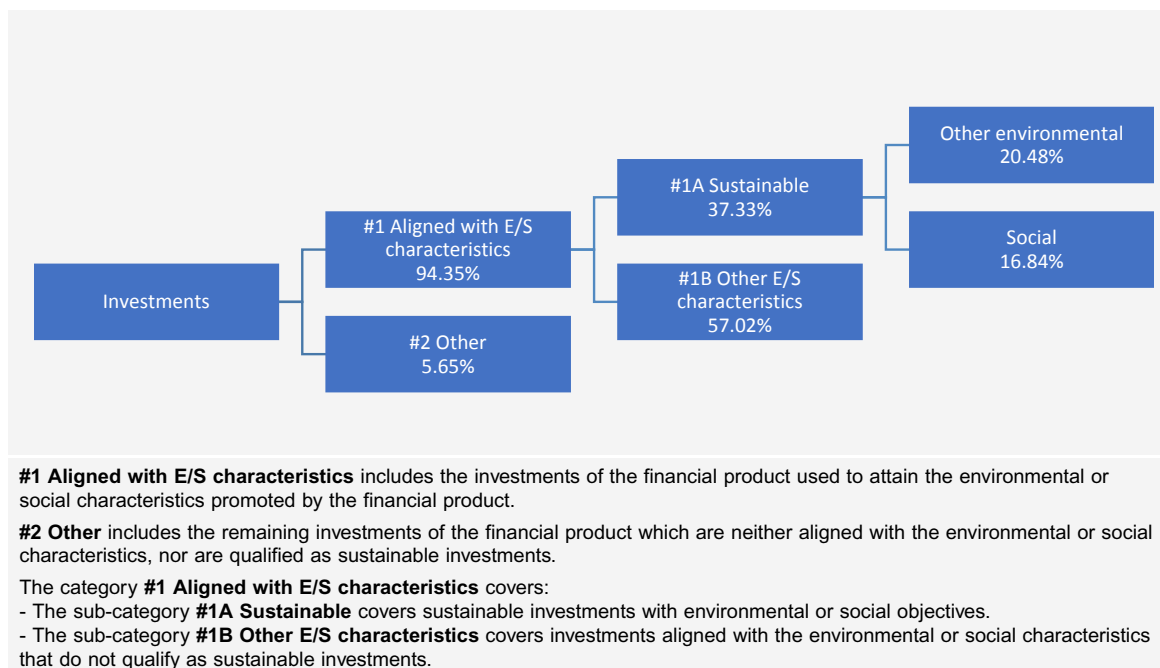 Investments
#1 Aligned with E/S
characteristics
94.35%
#2 Other
5.65%
#1A Sustainable
37.33%
#1B Other E/S
characteristics
57.02%
Other environmental
20.48%
Social
16.84%
#1 Aligned with E/S characteristics includes the investments of the financial product used to attain the environmental or
social characteristics promoted by the financial product.
#2 Other includes the remaining investments of the financial product which are neither aligned with the environmental or social
characteristics, nor are qualified as sustainable investments.
The category #1 Aligned with E/S characteristics covers:
- The sub-category #1A Sustainable covers sustainable investments with environmental or social objectives.
- The sub-category #1B Other E/S characteristics covers investments aligned with the environmental or social characteristics
that do not qualify as sustainable investments.